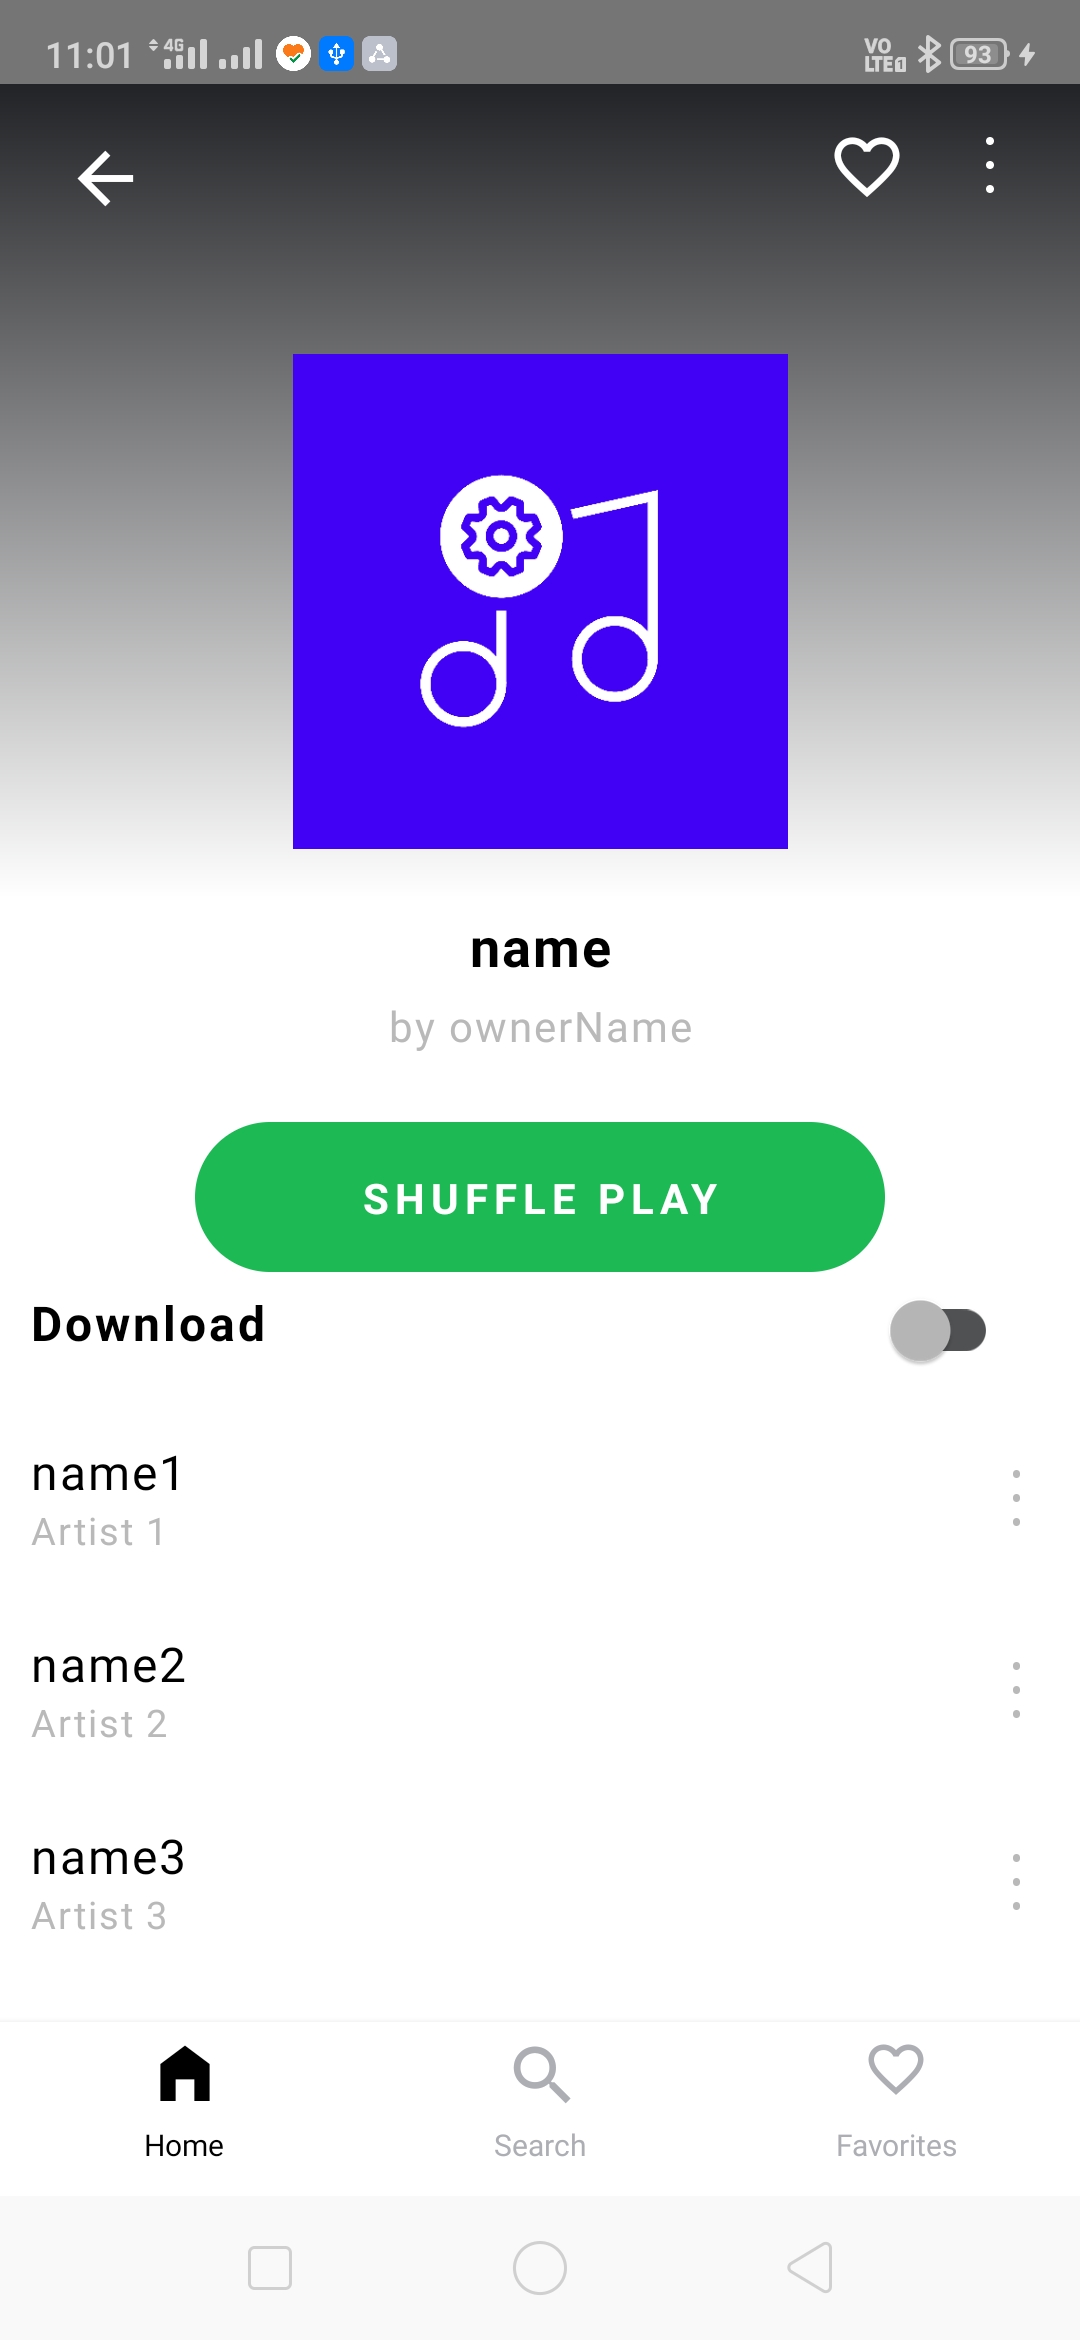 11:01 4G VO LTE1 93
name
by ownerName
SHUFFLE PLAY
Download
name1
Artist 1
name2
Artist 2
name3
Artist 3
Home Search Favorites